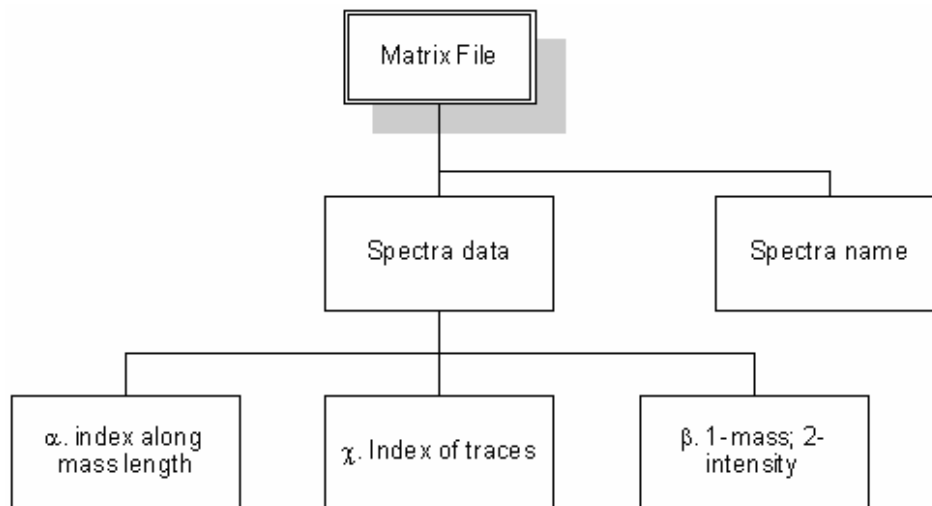 Matrix File
Spectra data
Spectra name
α. index along
mass length
χ. Index of traces
β. 1-mass; 2-
intensity